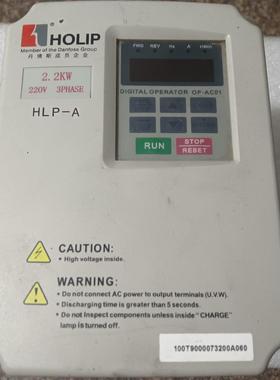 HOLIP
Member of the Danfoss Group
丹佛斯成员企业
2.2KW
220V 3PHASE
HLP-A
FWD REV Hz A r/min
DIGITAL OPERATOR OP-AC01
RUN
STOP
/RESET
CAUTION:
• High voltage inside.
WARNING:
• Do not connect AC power to output terminals (U.V.W).
• Discharging time is greater than 5 seconds.
• Do not inspect components unless inside "CHARGE"
lamp is turned off.
100T9000073200A060